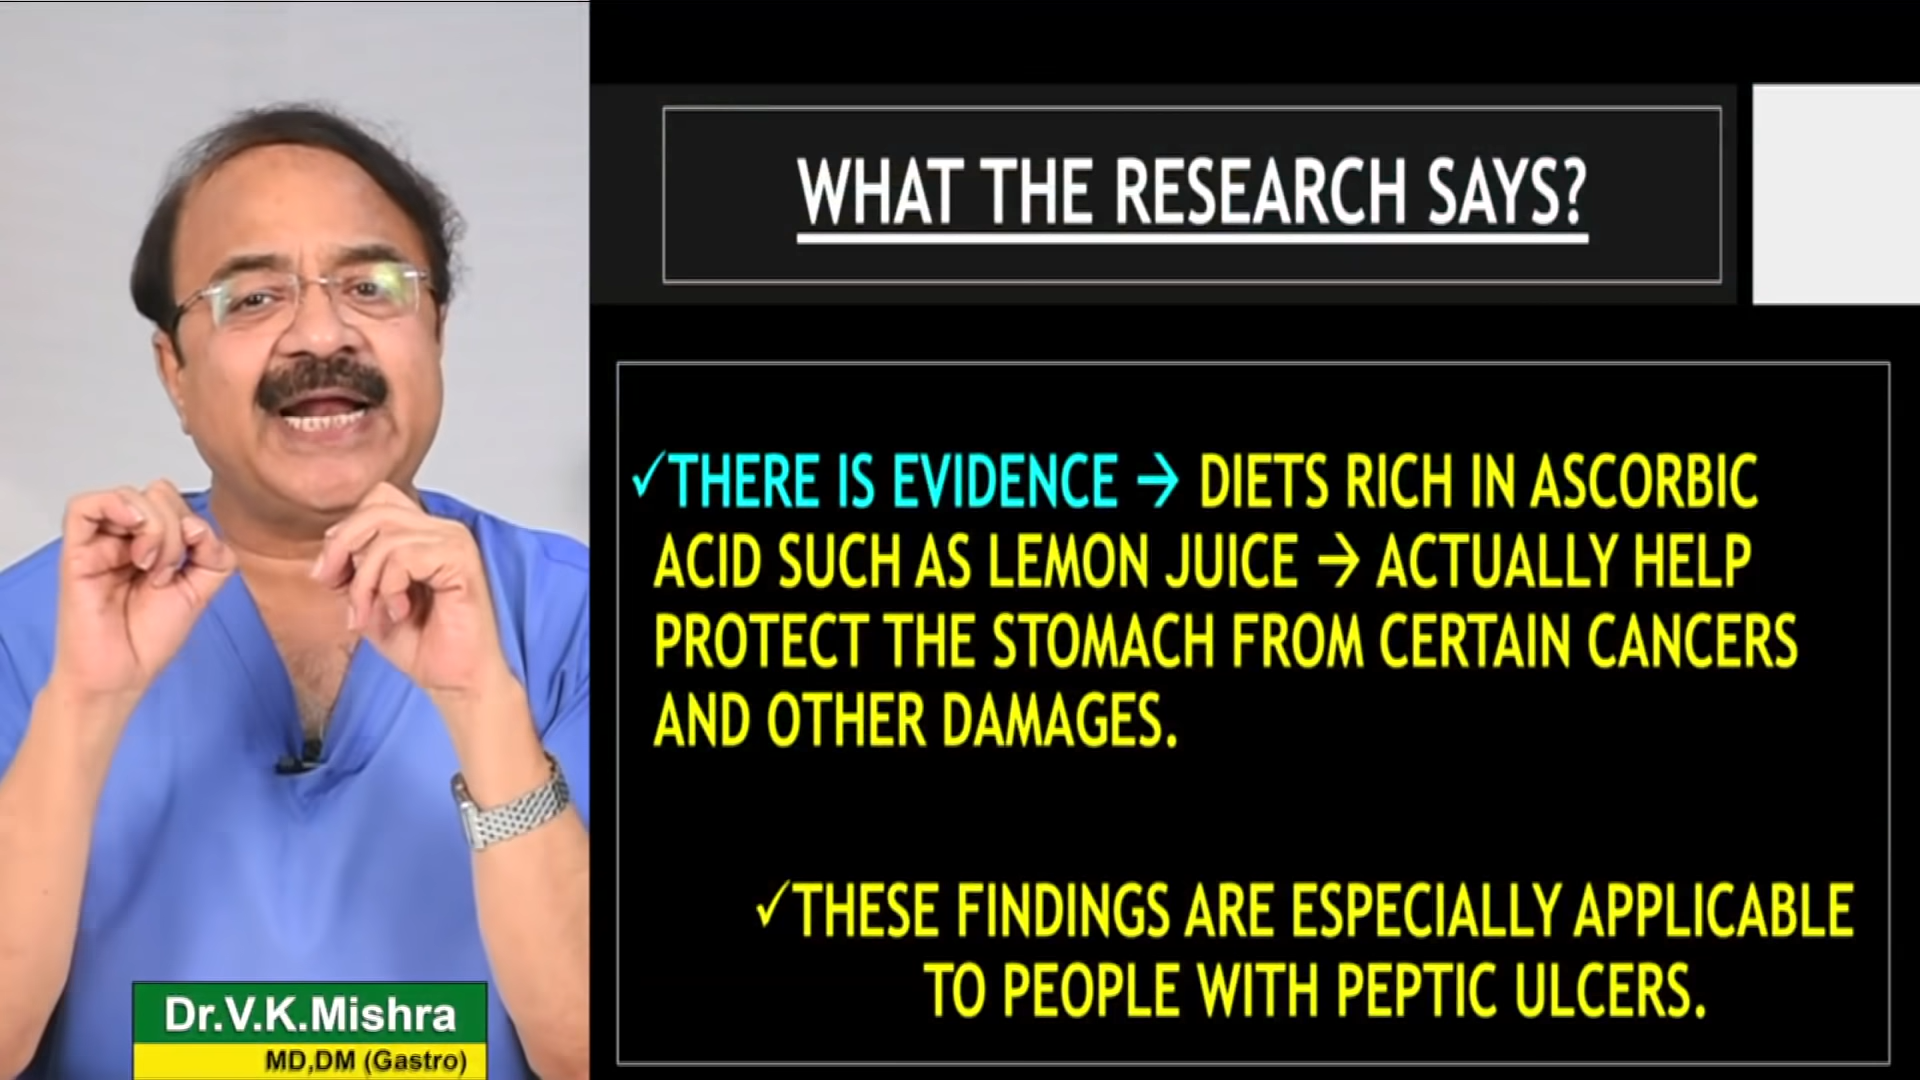 WHAT THE RESEARCH SAYS?
✓THERE IS EVIDENCE → DIETS RICH IN ASCORBIC
ACID SUCH AS LEMON JUICE → ACTUALLY HELP
PROTECT THE STOMACH FROM CERTAIN CANCERS
AND OTHER DAMAGES.
✓THESE FINDINGS ARE ESPECIALLY APPLICABLE
TO PEOPLE WITH PEPTIC ULCERS.
Dr.V.K.Mishra
MD,DM (Gastro)